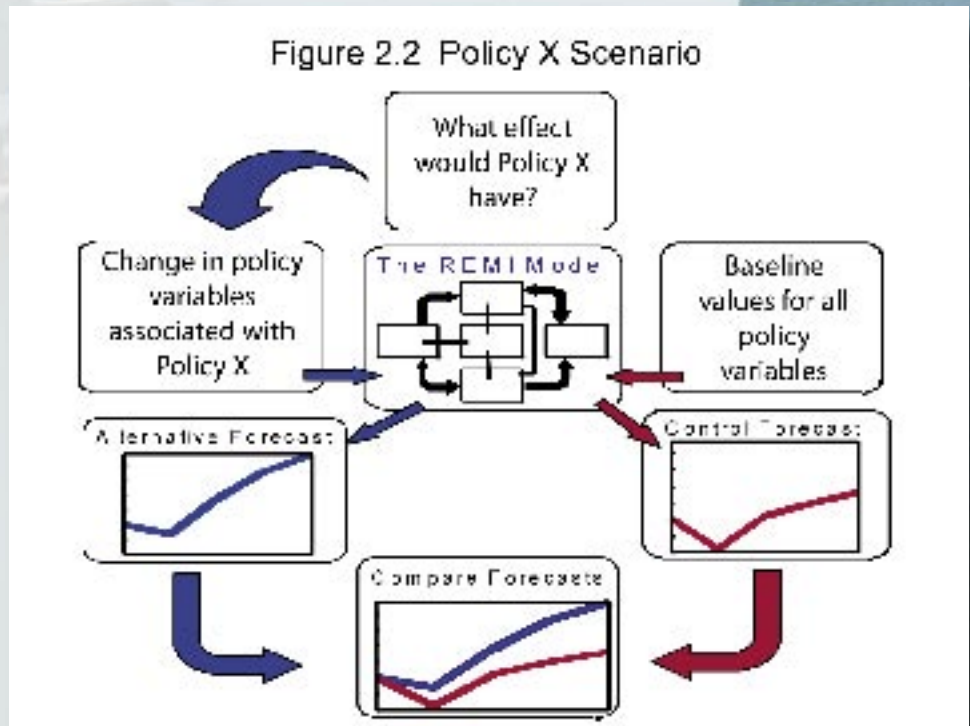 Figure 2.2 Policy X Scenario
What effect
would Policy X
have?
Change in policy
variables
associated with
Policy X
The REMI Mode
Baseline
values for all
policy
variables
Alternative Forecast
Control Forecast
Compare Forecasts